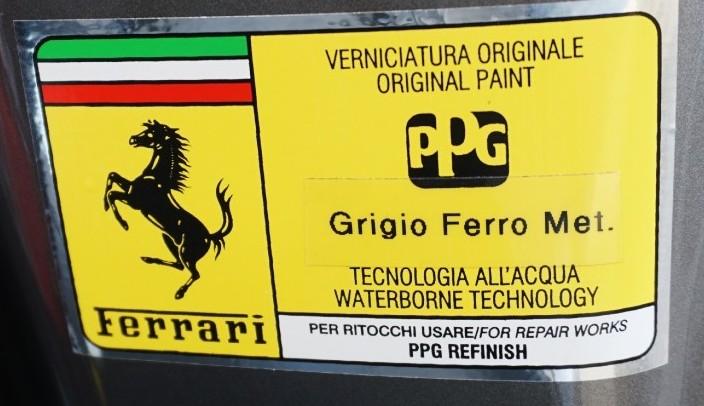 Ferrari
VERNICIATURA ORIGINALE
ORIGINAL PAINT
PPG
Grigio Ferro Met.
TECNOLOGIA ALL'ACQUA
WATERBORNE TECHNOLOGY
PER RITOCCHI USARE/FOR REPAIR WORKS
PPG REFINISH